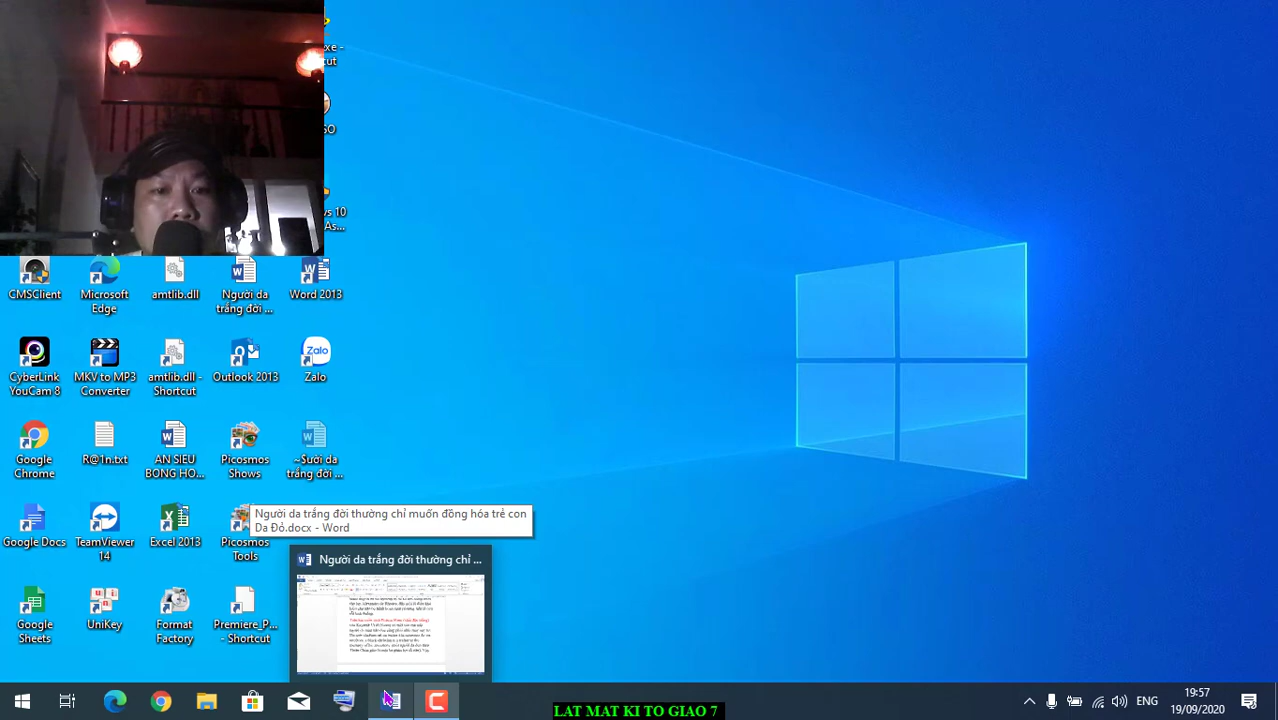 .exe -
cut
SO
ws 10
As...
CMSClient
Microsoft
Edge
amtlib.dll
Người da
trắng đời ...
Word 2013
CyberLink
YouCam 8
MKV to MP3
Converter
amtlib.dll -
Shortcut
Outlook 2013
Zalo
Zalo
Google
Chrome
R@1n.txt
AN SIEU
BONG HO...
Picosmos
Shows
~$ười da
trắng đời ...
Google Docs
TeamViewer
14
Excel 2013
Picosmos
Tools
Người da trắng đời thường chỉ muốn đồng hóa trẻ con
Da Đỏ.docx - Word
Người da trắng đời thường chỉ ...
Google
Sheets
UniKey
Format
Factory
Premiere_P...
- Shortcut
ENG
19:57
19/09/2020
LAT MAT KI TO GIAO 7